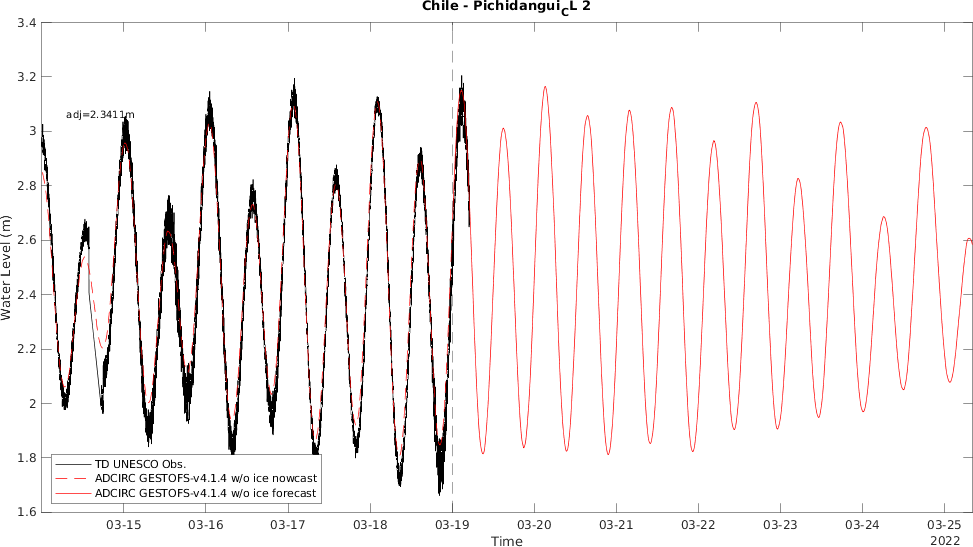 Chile - PichidanguiCL 2
3.4
3.2
3
2.8
2.6
2.4
2.2
2
1.8
1.6
Water Level (m)
adj=2.3411m
TD UNESCO Obs.
ADCIRC GESTOFS-v4.1.4 w/o ice nowcast
ADCIRC GESTOFS-v4.1.4 w/o ice forecast
03-15 03-16 03-17 03-18 03-19 03-20 03-21 03-22 03-23 03-24 03-25
Time
2022